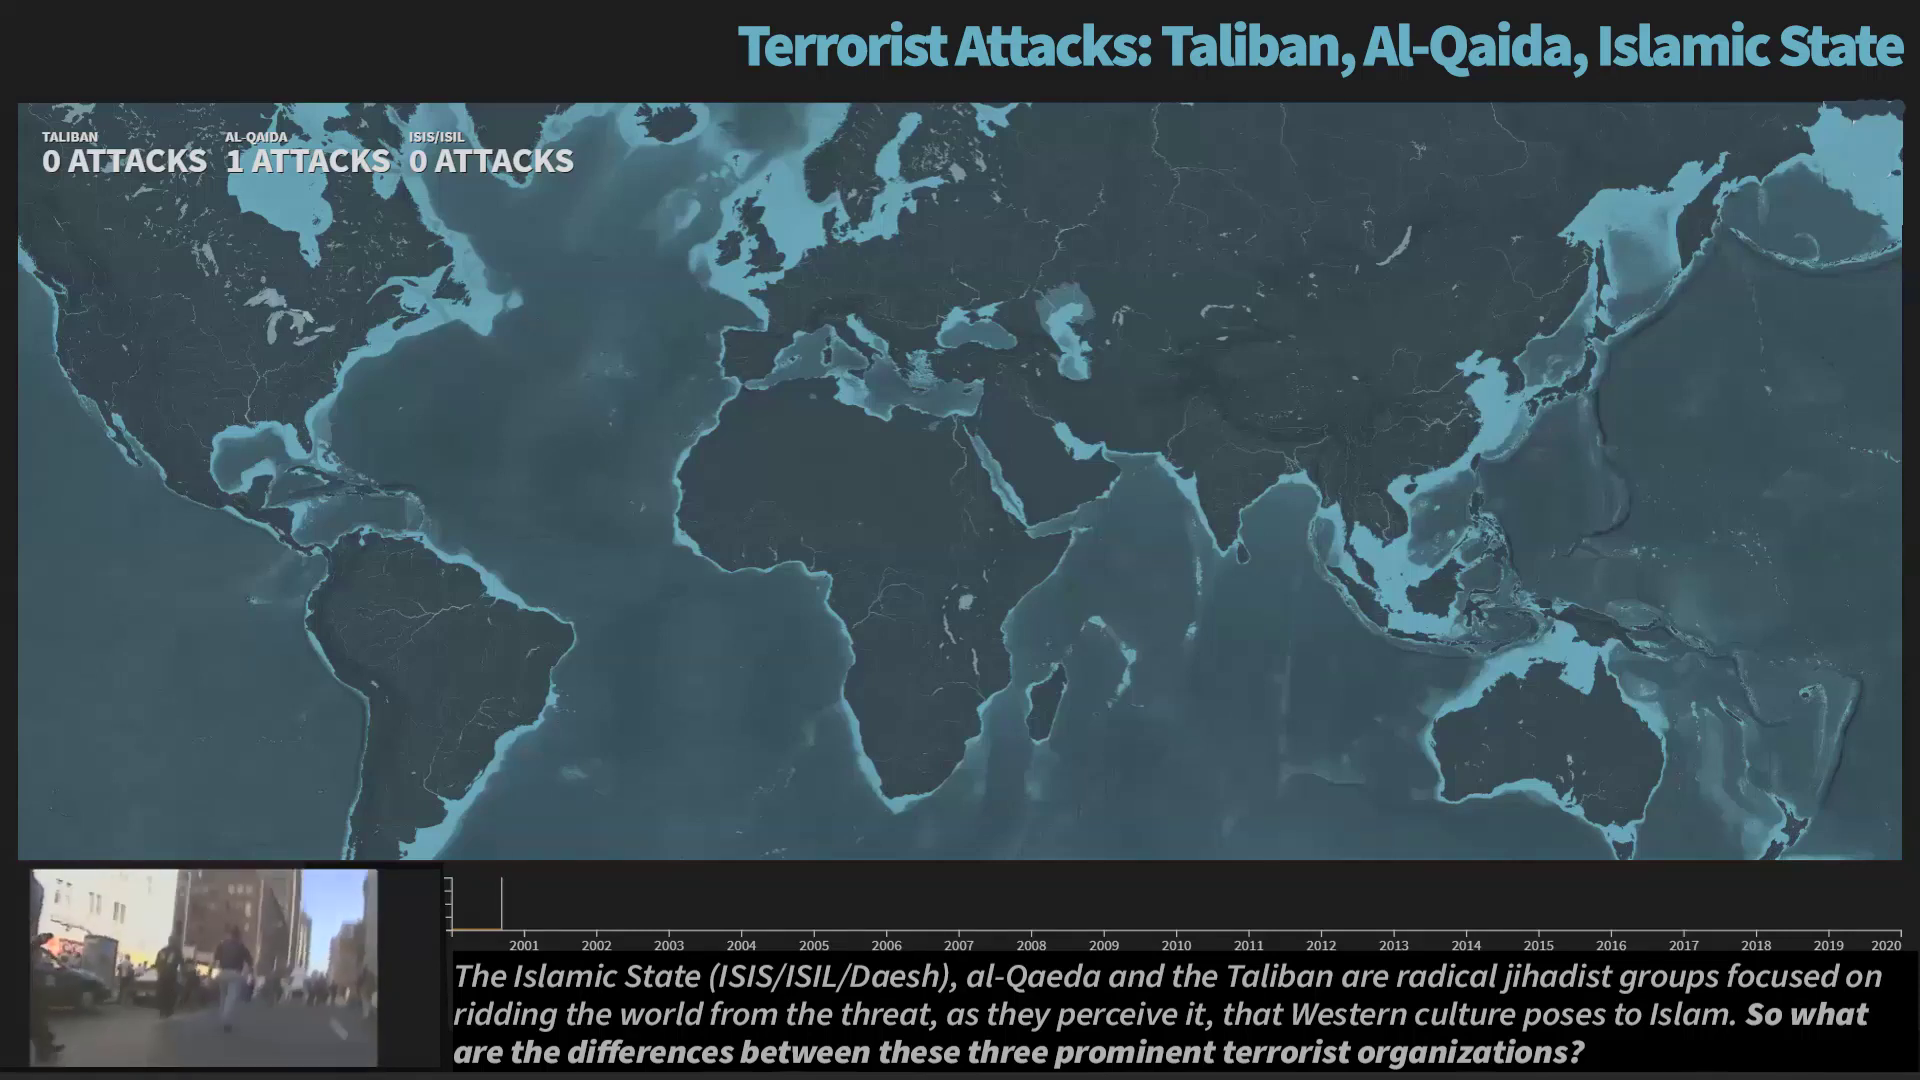 Terrorist Attacks: Taliban, Al-Qaida, Islamic State
TALIBAN AL-QAIDA ISIS/ISIL
0 ATTACKS 1 ATTACKS 0 ATTACKS
2001 2002 2003 2004 2005 2006 2007 2008 2009 2010 2011 2012 2013 2014 2015 2016 2017 2018 2019 2020
The Islamic State (ISIS/ISIL/Daesh), al-Qaeda and the Taliban are radical jihadist groups focused on
ridding the world from the threat, as they perceive it, that Western culture poses to Islam. So what
are the differences between these three prominent terrorist organizations?